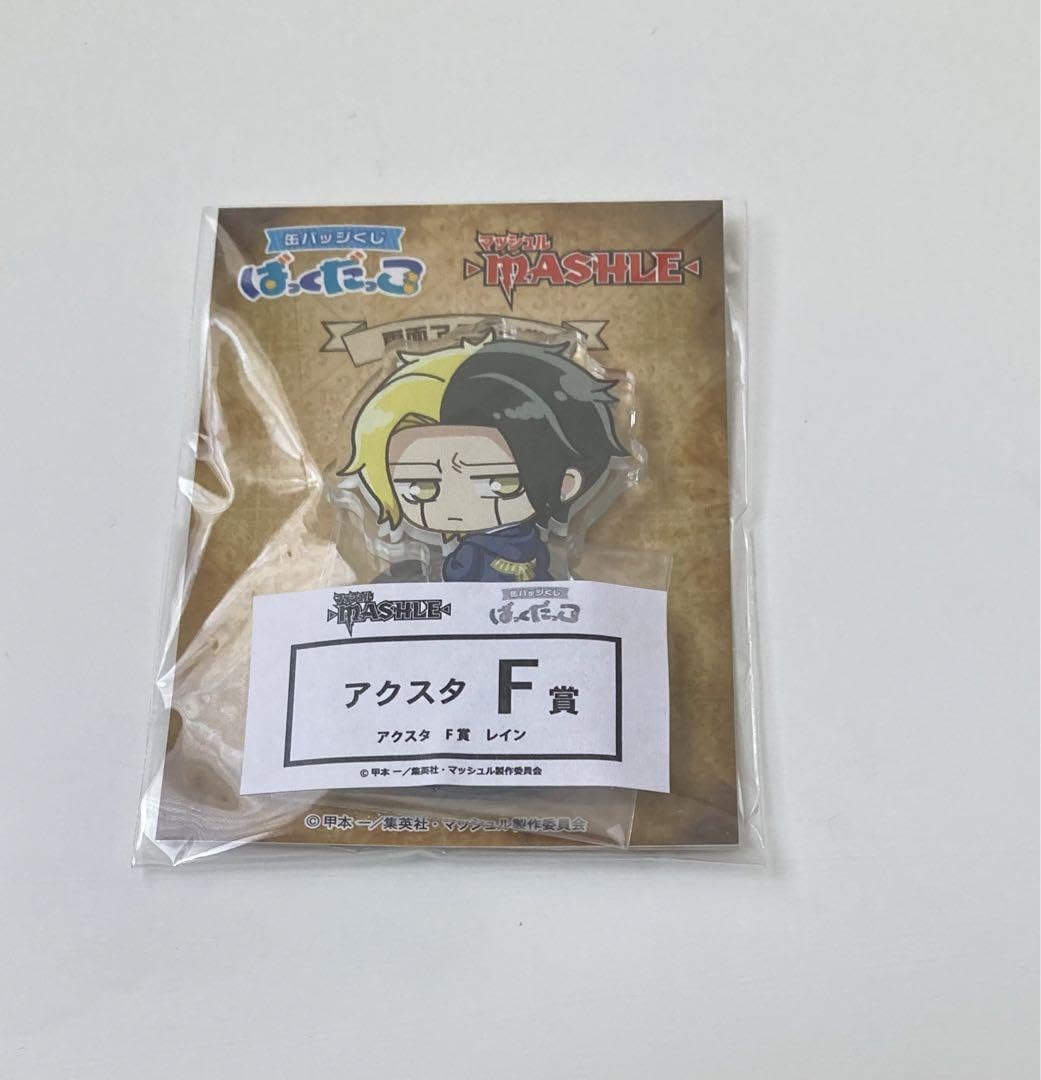 缶バッジくじ
ばっくだっこ
マッシュル
MASHLE
両面ア
マッシュル
MASHLE
缶バッジくじ
ばっくだっこ
アクスタ F賞
アクスタ F賞 レイン
© 甲本 一／集英社・マッシュル製作委員会
© 甲本 一／集英社・マッシュル製作委員会